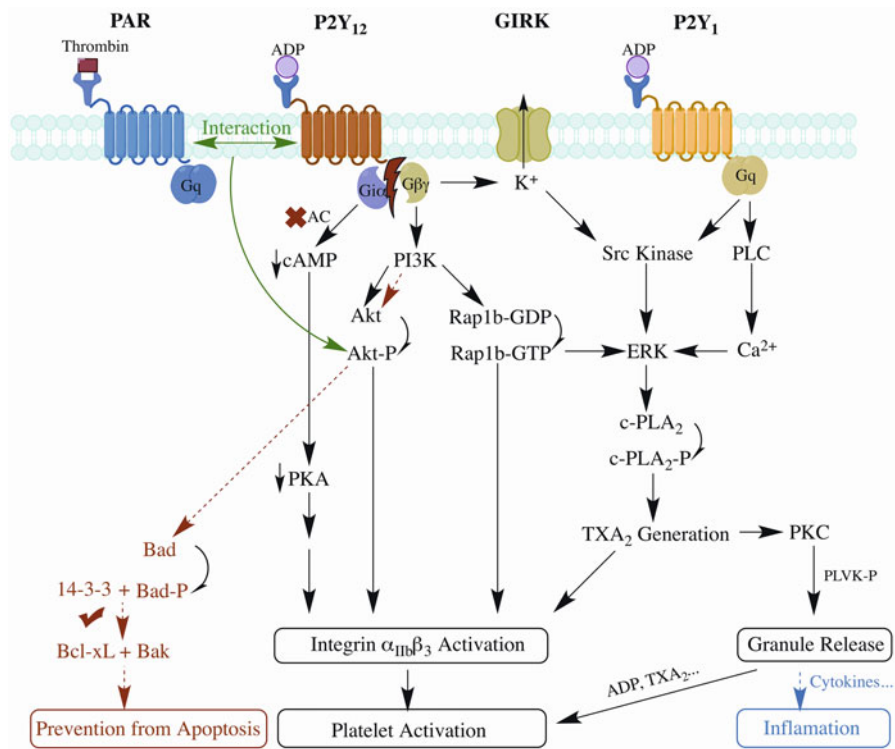 PAR P2Y₁₂ GIRK P2Y₁
Thrombin ADP ADP
Interaction
Gq Giα Gβγ K⁺ Gq
AC
cAMP PI3K Src Kinase PLC
Akt Rap1b-GDP
Akt-P Rap1b-GTP ERK Ca²⁺
c-PLA₂
c-PLA₂-P
PKA
TXA₂ Generation PKC
Bad
PLVK-P
14-3-3 + Bad-P
Integrin αIIbβ₃ Activation Granule Release
Bcl-xL + Bak
ADP, TXA₂... Cytokines...
Prevention from Apoptosis Platelet Activation Inflamation